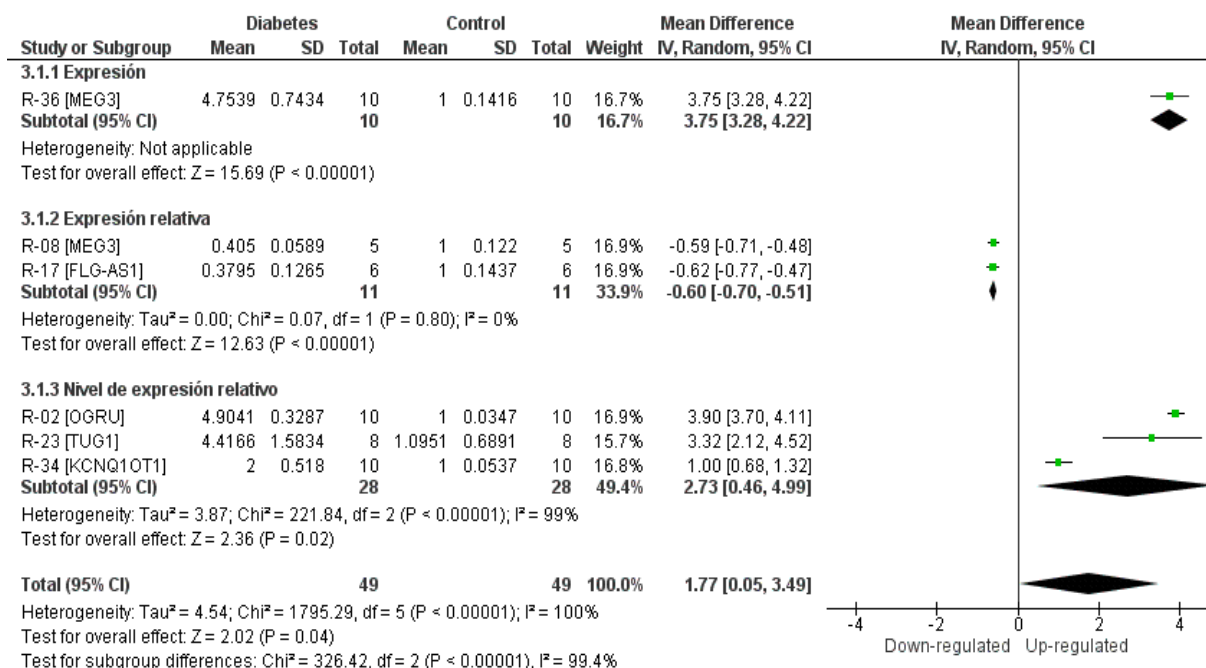 Diabetes Control Mean Difference Mean Difference
Study or Subgroup Mean SD Total Mean SD Total Weight IV, Random, 95% CI IV, Random, 95% CI
3.1.1 Expresión
R-36 [MEG3] 4.7539 0.7434 10 1 0.1416 10 16.7% 3.75 [3.28, 4.22]
Subtotal (95% CI) 10 10 16.7% 3.75 [3.28, 4.22]
Heterogeneity: Not applicable
Test for overall effect: Z = 15.69 (P < 0.00001)
3.1.2 Expresión relativa
R-08 [MEG3] 0.405 0.0589 5 1 0.122 5 16.9% -0.59 [-0.71, -0.48]
R-17 [FLG-AS1] 0.3795 0.1265 6 1 0.1437 6 16.9% -0.62 [-0.77, -0.47]
Subtotal (95% CI) 11 11 33.9% -0.60 [-0.70, -0.51]
Heterogeneity: Tau² = 0.00; Chi² = 0.07, df = 1 (P = 0.80); I² = 0%
Test for overall effect: Z = 12.63 (P < 0.00001)
3.1.3 Nivel de expresión relativo
R-02 [OGRU] 4.9041 0.3287 10 1 0.0347 10 16.9% 3.90 [3.70, 4.11]
R-23 [TUG1] 4.4166 1.5834 8 1.0951 0.6891 8 15.7% 3.32 [2.12, 4.52]
R-34 [KCNQ1OT1] 2 0.518 10 1 0.0537 10 16.8% 1.00 [0.68, 1.32]
Subtotal (95% CI) 28 28 49.4% 2.73 [0.46, 4.99]
Heterogeneity: Tau² = 3.87; Chi² = 221.84, df = 2 (P < 0.00001); I² = 99%
Test for overall effect: Z = 2.36 (P = 0.02)
Total (95% CI) 49 49 100.0% 1.77 [0.05, 3.49]
Heterogeneity: Tau² = 4.54; Chi² = 1795.29, df = 5 (P < 0.00001); I² = 100%
Test for overall effect: Z = 2.02 (P = 0.04)
Test for subgroup differences: Chi² = 326.42, df = 2 (P < 0.00001), I² = 99.4%
-4 -2 0 2 4
Down-regulated Up-regulated